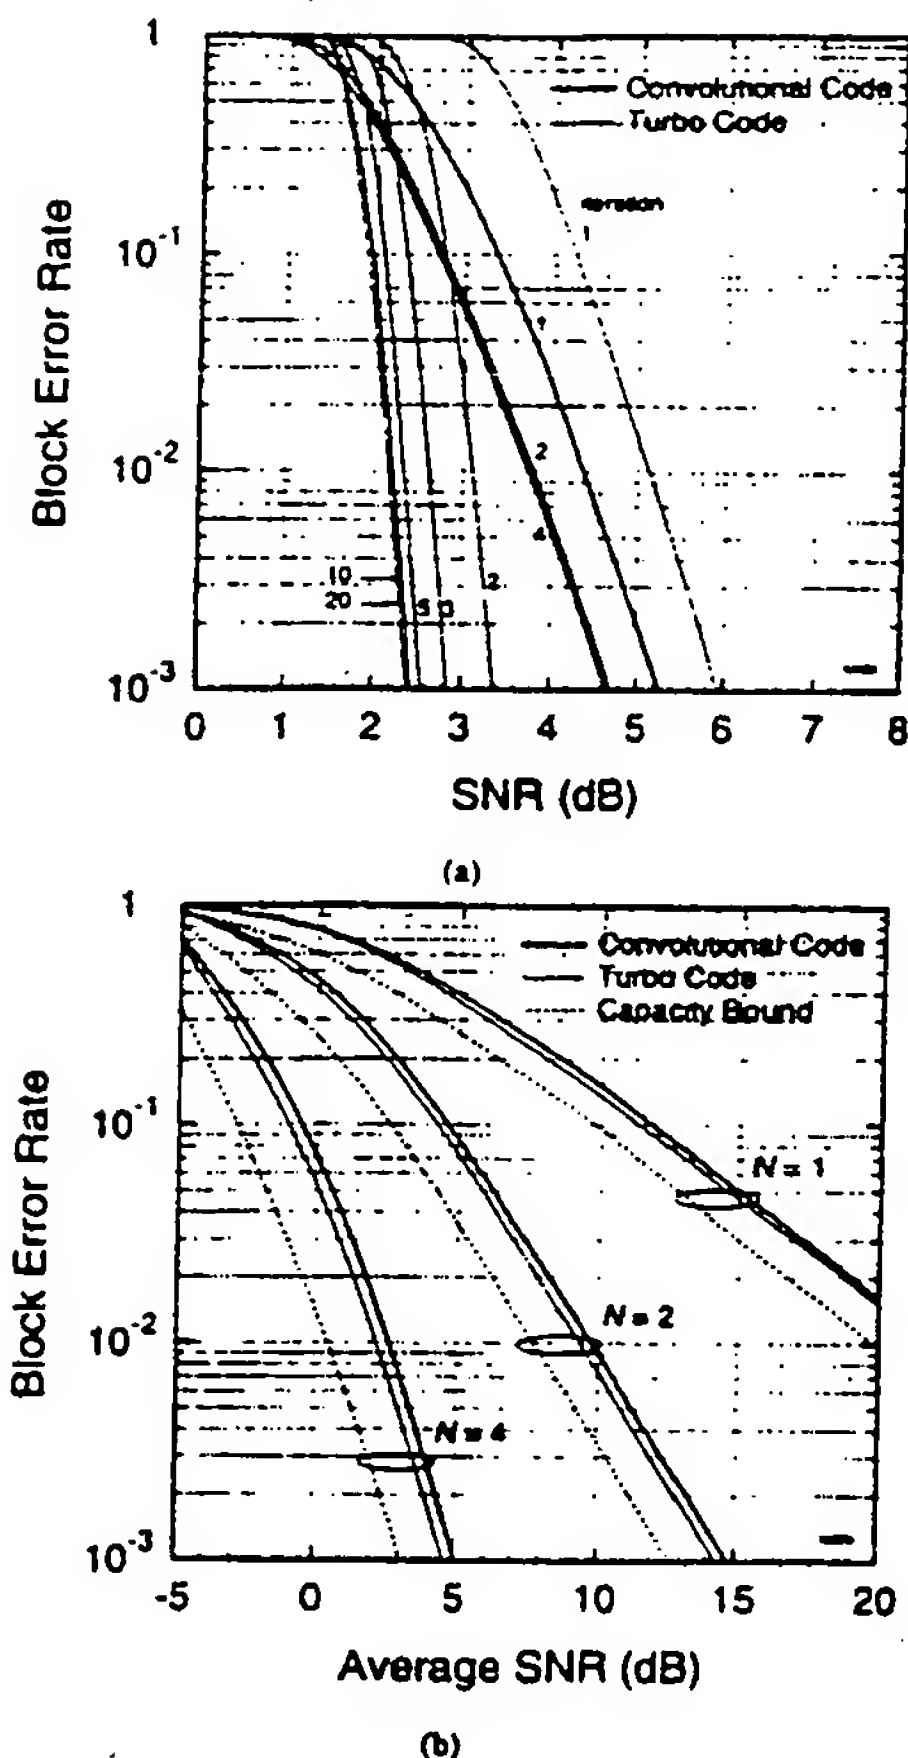 1
Convolutional Code
Turbo Code
Iteration
1
10^-1
Block Error Rate
2
10^-2
4
10
20
5 3
2
10^-3
0 1 2 3 4 5 6 7 8
SNR (dB)
(a)
1
Convolutional Code
Turbo Code
Capacity Bound
10^-1
N = 1
Block Error Rate
N = 2
10^-2
N = 4
10^-3
-5 0 5 10 15 20
Average SNR (dB)
(b)